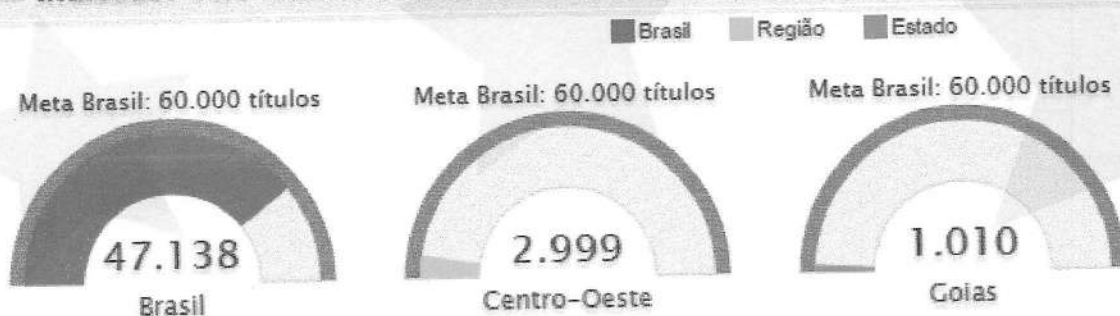 Brasil Região Estado
Meta Brasil: 60.000 títulos
47.138
Brasil
Meta Brasil: 60.000 títulos
2.999
Centro-Oeste
Meta Brasil: 60.000 títulos
1.010
Goias